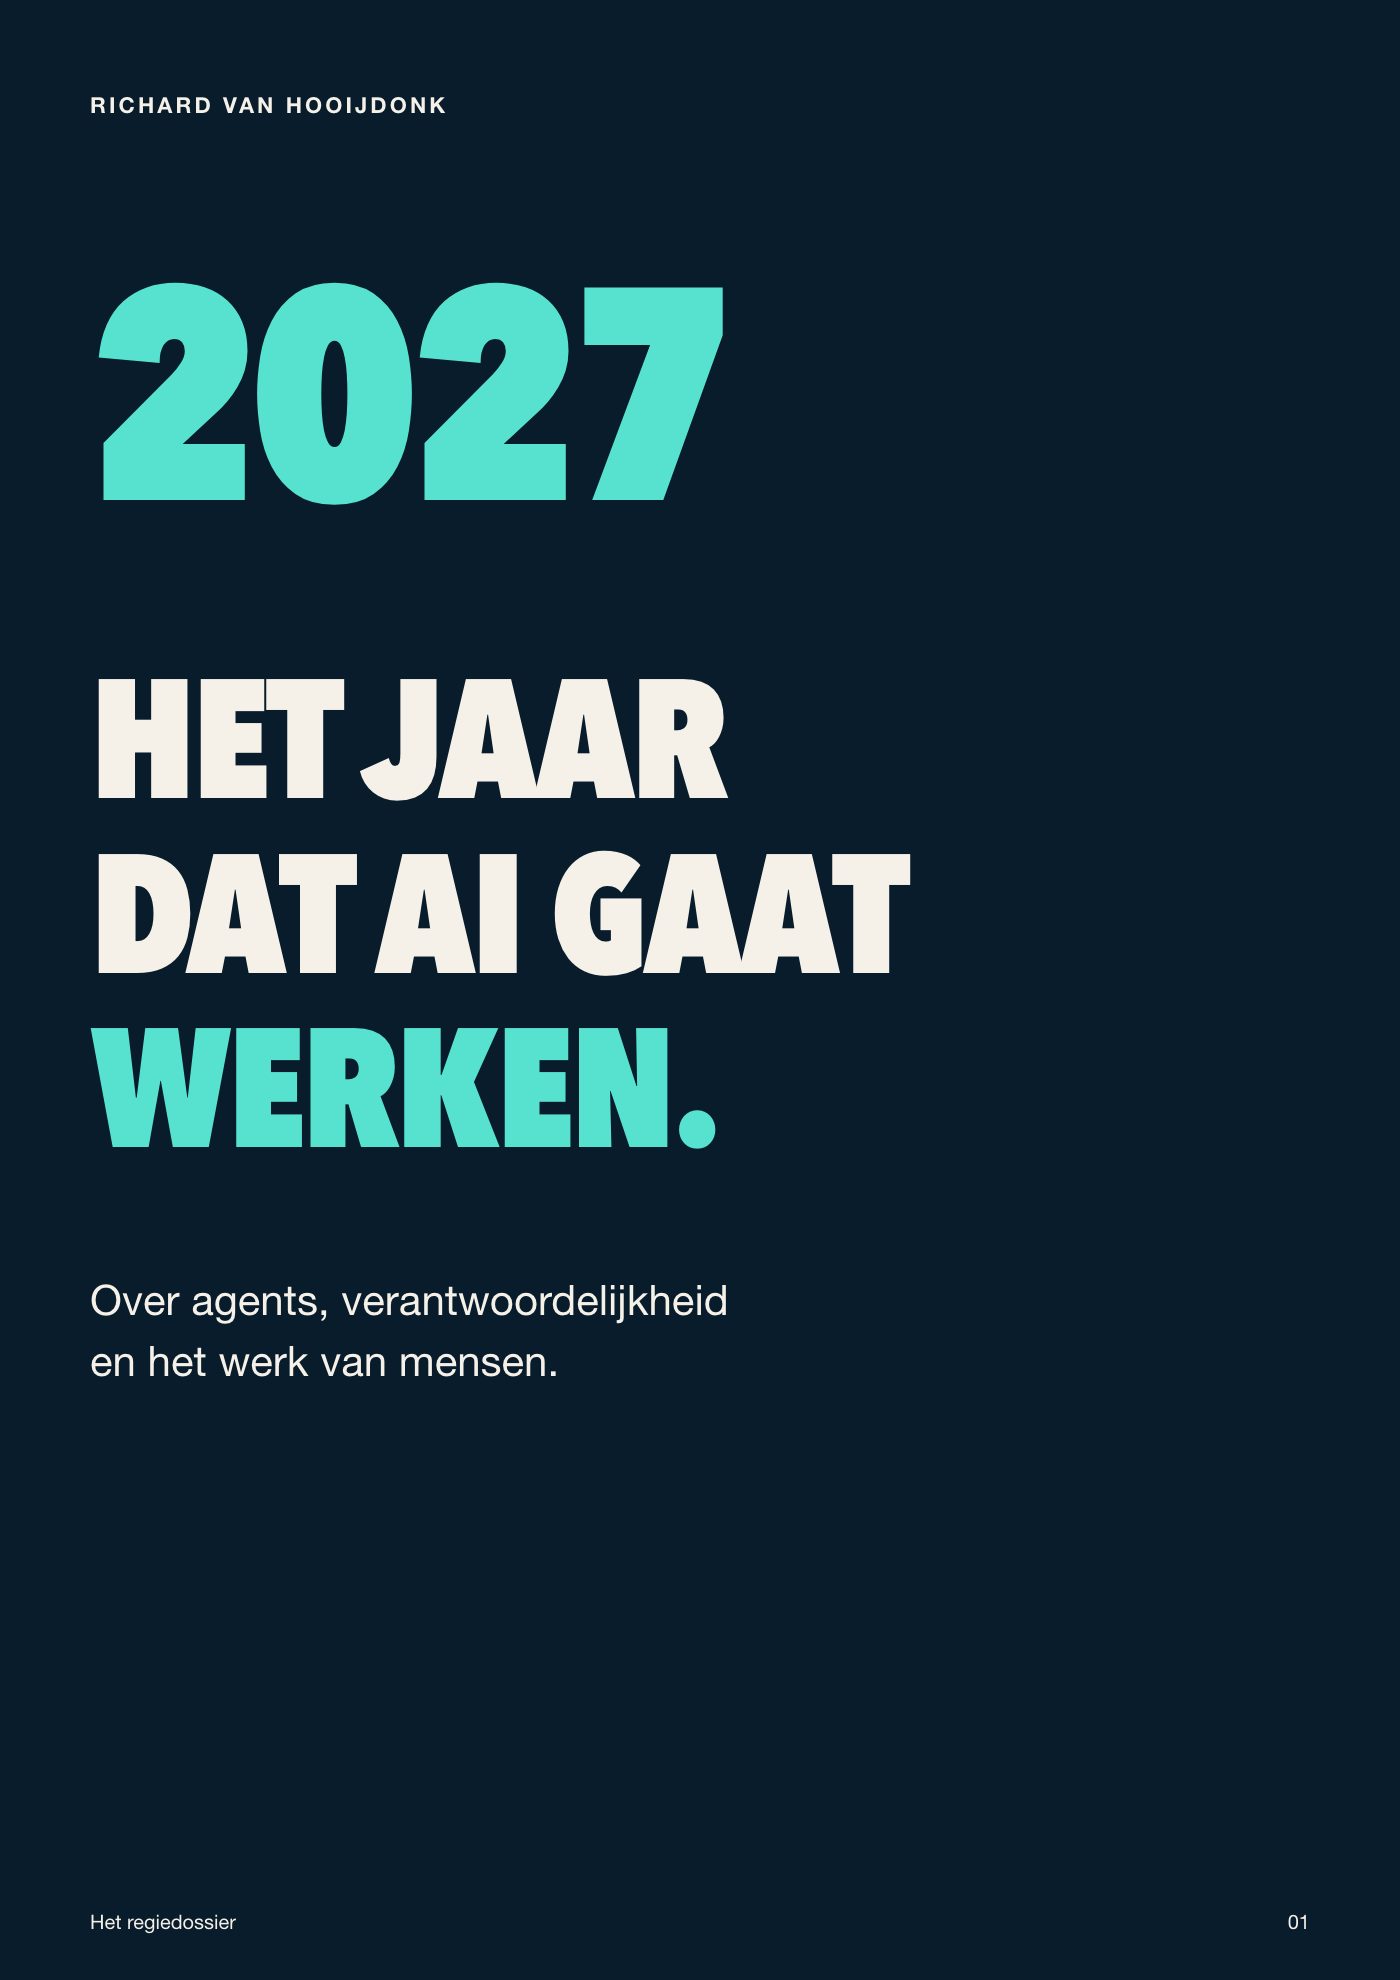 RICHARD VAN HOOIJDONK
2027
HET JAAR
DAT AI GAAT
WERKEN.
Over agents, verantwoordelijkheid
en het werk van mensen.
Het regiedossier
01